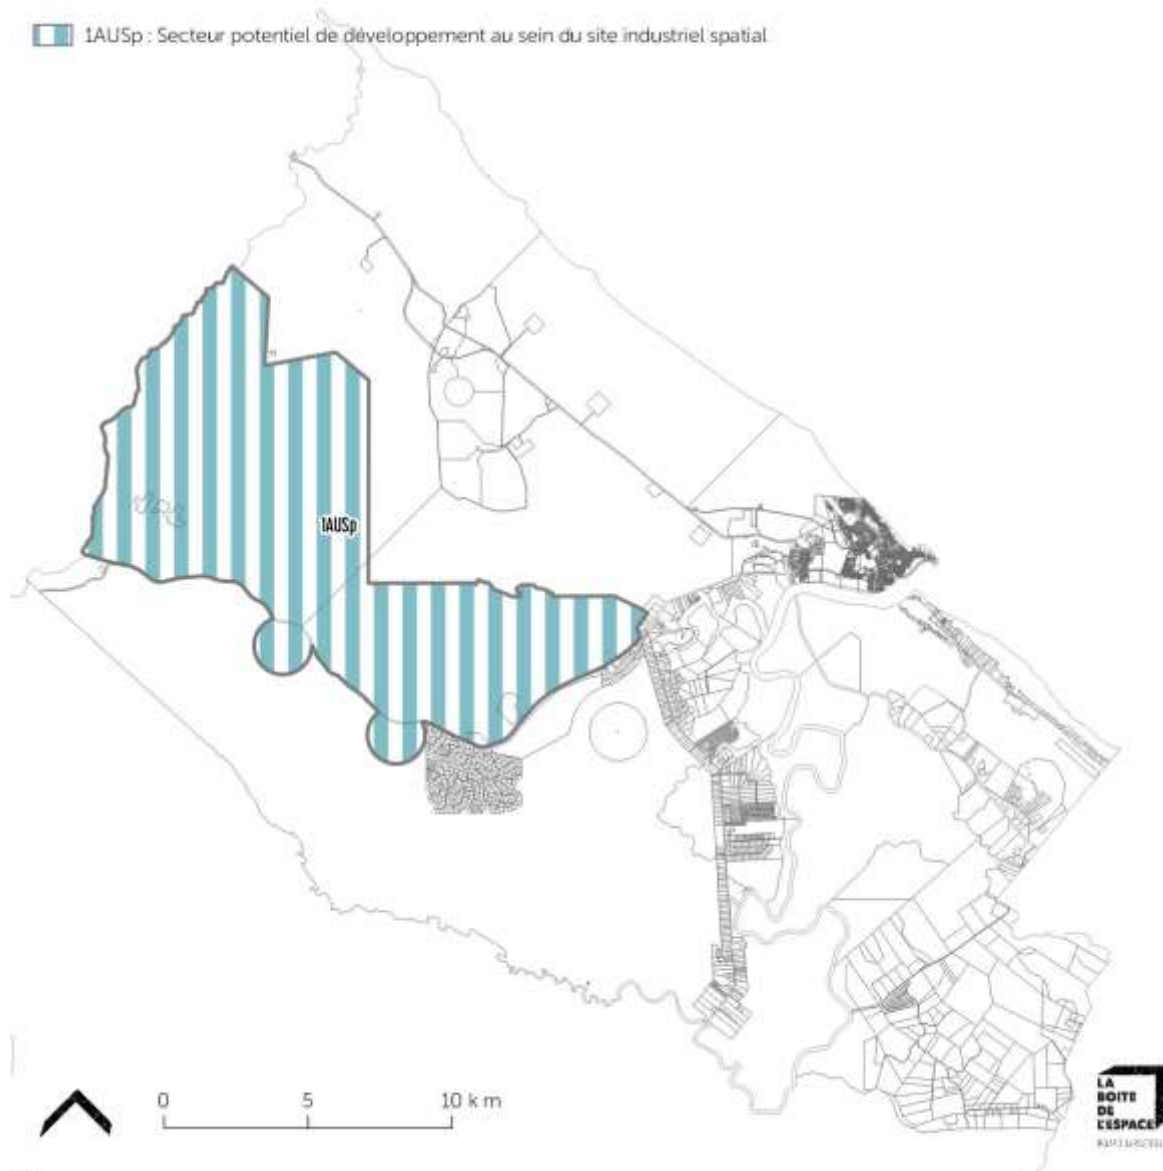 1AUSp : Secteur potentiel de développement au sein du site industriel spatial
1AUSp
0 5 10 k m
LA
BOITE
DE
L'ESPACE